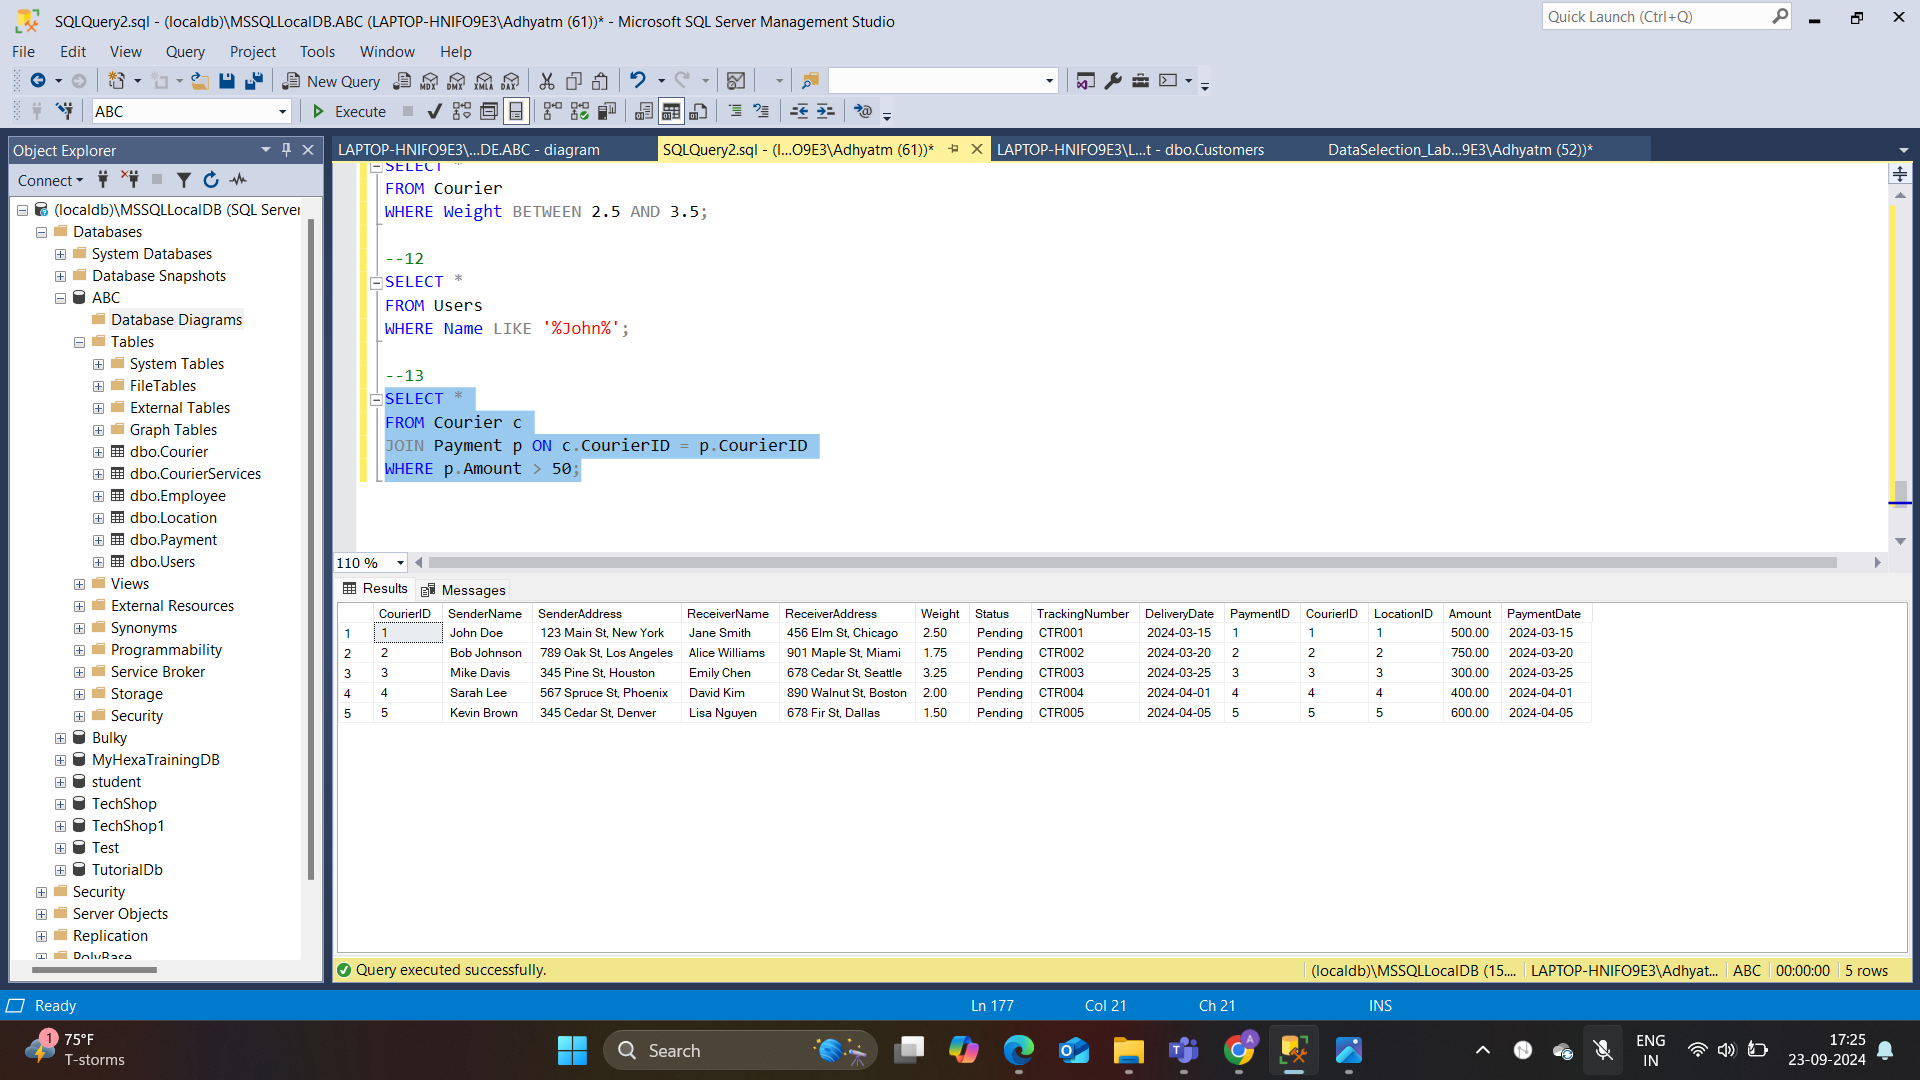 SQLQuery2.sql - (localdb)\MSSQLLocalDB.ABC (LAPTOP-HNIFO9E3\Adhyatm (61))* - Microsoft SQL Server Management Studio
Quick Launch (Ctrl+Q)
File Edit View Query Project Tools Window Help
New Query
MDX DMX XMLA DAX
ABC
Execute
Object Explorer
LAPTOP-HNIFO9E3\...DE.ABC - diagram
SQLQuery2.sql - (l...O9E3\Adhyatm (61))*
LAPTOP-HNIFO9E3\L...t - dbo.Customers
DataSelection_Lab...9E3\Adhyatm (52))*
Connect
(localdb)\MSSQLLocalDB (SQL Server
Databases
System Databases
Database Snapshots
ABC
Database Diagrams
Tables
System Tables
FileTables
External Tables
Graph Tables
dbo.Courier
dbo.CourierServices
dbo.Employee
dbo.Location
dbo.Payment
dbo.Users
Views
External Resources
Synonyms
Programmability
Service Broker
Storage
Security
Bulky
MyHexaTrainingDB
student
TechShop
TechShop1
Test
TutorialDb
Security
Server Objects
Replication
PolyBase
SELECT *
FROM Courier
WHERE Weight BETWEEN 2.5 AND 3.5;
--12
SELECT *
FROM Users
WHERE Name LIKE '%John%';
--13
SELECT *
FROM Courier c
JOIN Payment p ON c.CourierID = p.CourierID
WHERE p.Amount > 50;
110 %
Results Messages
CourierID SenderName SenderAddress ReceiverName ReceiverAddress Weight Status TrackingNumber DeliveryDate PaymentID CourierID LocationID Amount PaymentDate
1 1 John Doe 123 Main St, New York Jane Smith 456 Elm St, Chicago 2.50 Pending CTR001 2024-03-15 1 1 1 500.00 2024-03-15
2 2 Bob Johnson 789 Oak St, Los Angeles Alice Williams 901 Maple St, Miami 1.75 Pending CTR002 2024-03-20 2 2 2 750.00 2024-03-20
3 3 Mike Davis 345 Pine St, Houston Emily Chen 678 Cedar St, Seattle 3.25 Pending CTR003 2024-03-25 3 3 3 300.00 2024-03-25
4 4 Sarah Lee 567 Spruce St, Phoenix David Kim 890 Walnut St, Boston 2.00 Pending CTR004 2024-04-01 4 4 4 400.00 2024-04-01
5 5 Kevin Brown 345 Cedar St, Denver Lisa Nguyen 678 Fir St, Dallas 1.50 Pending CTR005 2024-04-05 5 5 5 600.00 2024-04-05
Query executed successfully.
(localdb)\MSSQLLocalDB (15.... LAPTOP-HNIFO9E3\Adhyat... ABC 00:00:00 5 rows
Ready
Ln 177 Col 21 Ch 21 INS
1
75°F
T-storms
Search
A
ENG
IN
17:25
23-09-2024